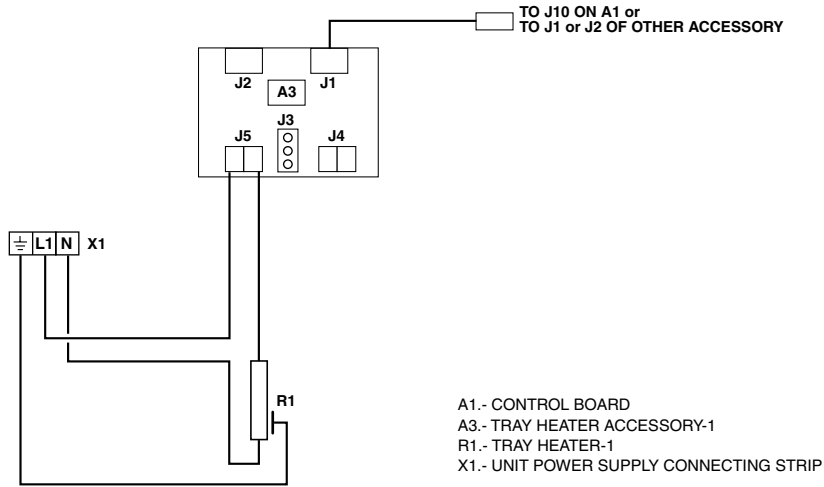 TO J10 ON A1 or
TO J1 or J2 OF OTHER ACCESSORY
J2
J1
A3
J3
J5
J4
L1 N X1
R1
A1.- CONTROL BOARD
A3.- TRAY HEATER ACCESSORY-1
R1.- TRAY HEATER-1
X1.- UNIT POWER SUPPLY CONNECTING STRIP